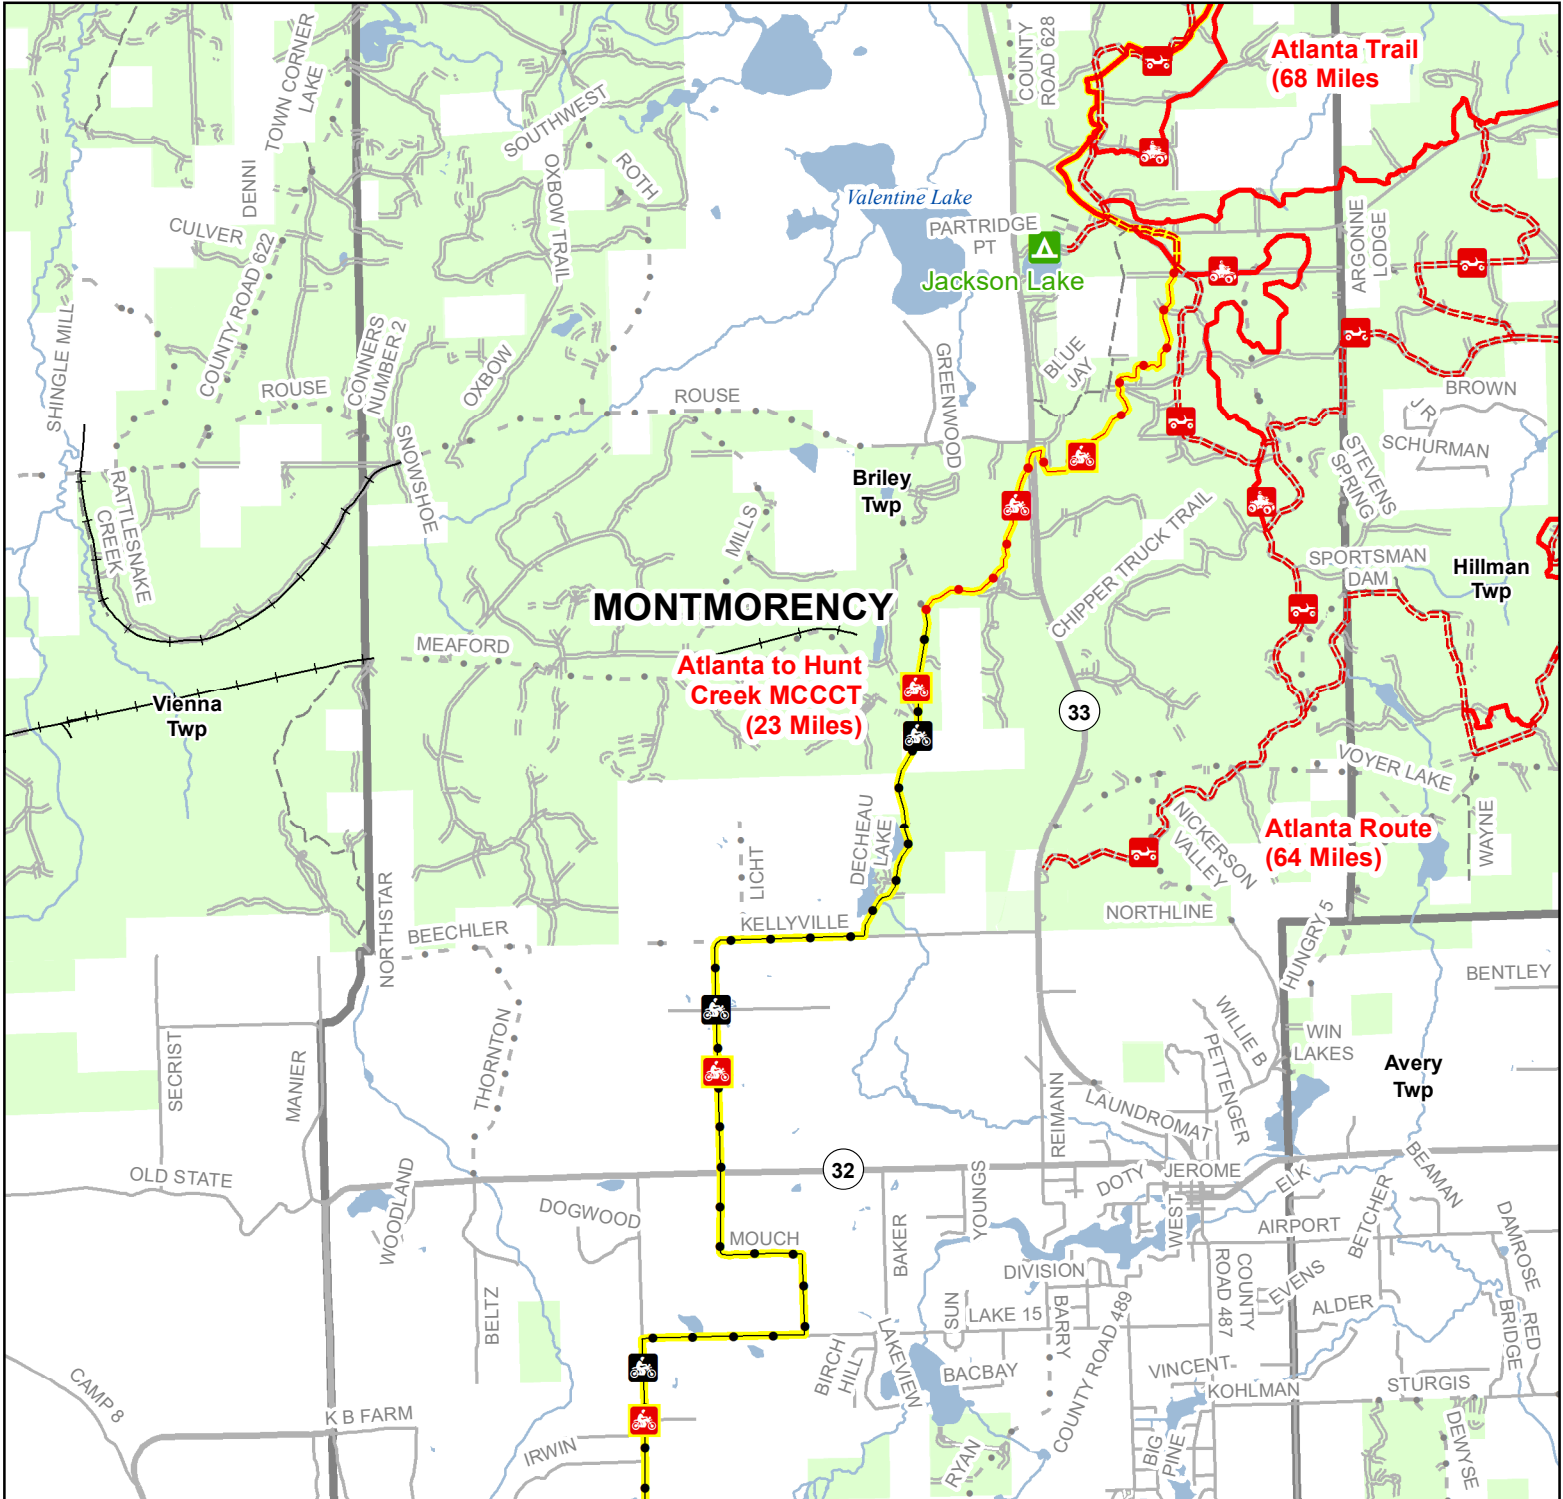 Atlanta Trail
(68 Miles
COUNTY
ROAD 628
TOWN CORNER
LAKE
SOUTHWEST
ROTH
OXBOW TRAIL
DENNI
CULVER
COUNTY ROAD 622
Valentine Lake
PARTRIDGE
PT
Jackson Lake
ARGONNE
LODGE
SHINGLE MILL
CONNERS
NUMBER 2
OXBOW
ROUSE
ROUSE
GREENWOOD
BLUE
JAY
BROWN
J R
SCHURMAN
STEVENS
SPRING
SNOWSHOE
RATTLESNAKE
CREEK
Briley
Twp
MILLS
CHIPPER TRUCK TRAIL
SPORTSMAN
DAM
Hillman
Twp
MONTMORENCY
MEAFORD
Atlanta to Hunt
Creek MCCCT
(23 Miles)
Vienna
Twp
33
VOYER LAKE
NICKERSON
VALLEY
Atlanta Route
(64 Miles)
WAYNE
DECHEAU
LAKE
LICHT
KELLYVILLE
NORTHLINE
NORTHSTAR
BEECHLER
HUNGRY 5
BENTLEY
THORNTON
SECRIST
MANIER
WILLIE B
PETTENGER
WIN
LAKES
Avery
Twp
REIMANN
LAUNDROMAT
OLD STATE
WOODLAND
32
DOGWOOD
MOUCH
BAKER
YOUNGS
DOTY
JEROME
WEST
ELK
BEAMAN
BETCHER
AIRPORT
DAMROSE
DIVISION
BELTZ
SUN
LAKE 15
BARRY
COUNTY ROAD 489
COUNTY
ROAD 487
EVENS
ALDER
RED
BRIDGE
BIRCH
HILL
LAKEVIEW
BACBAY
VINCENT
KOHLMAN
STURGIS
CAMP 8
K B FARM
IRWIN
RYAN
BIG
PINE
DEWYSE